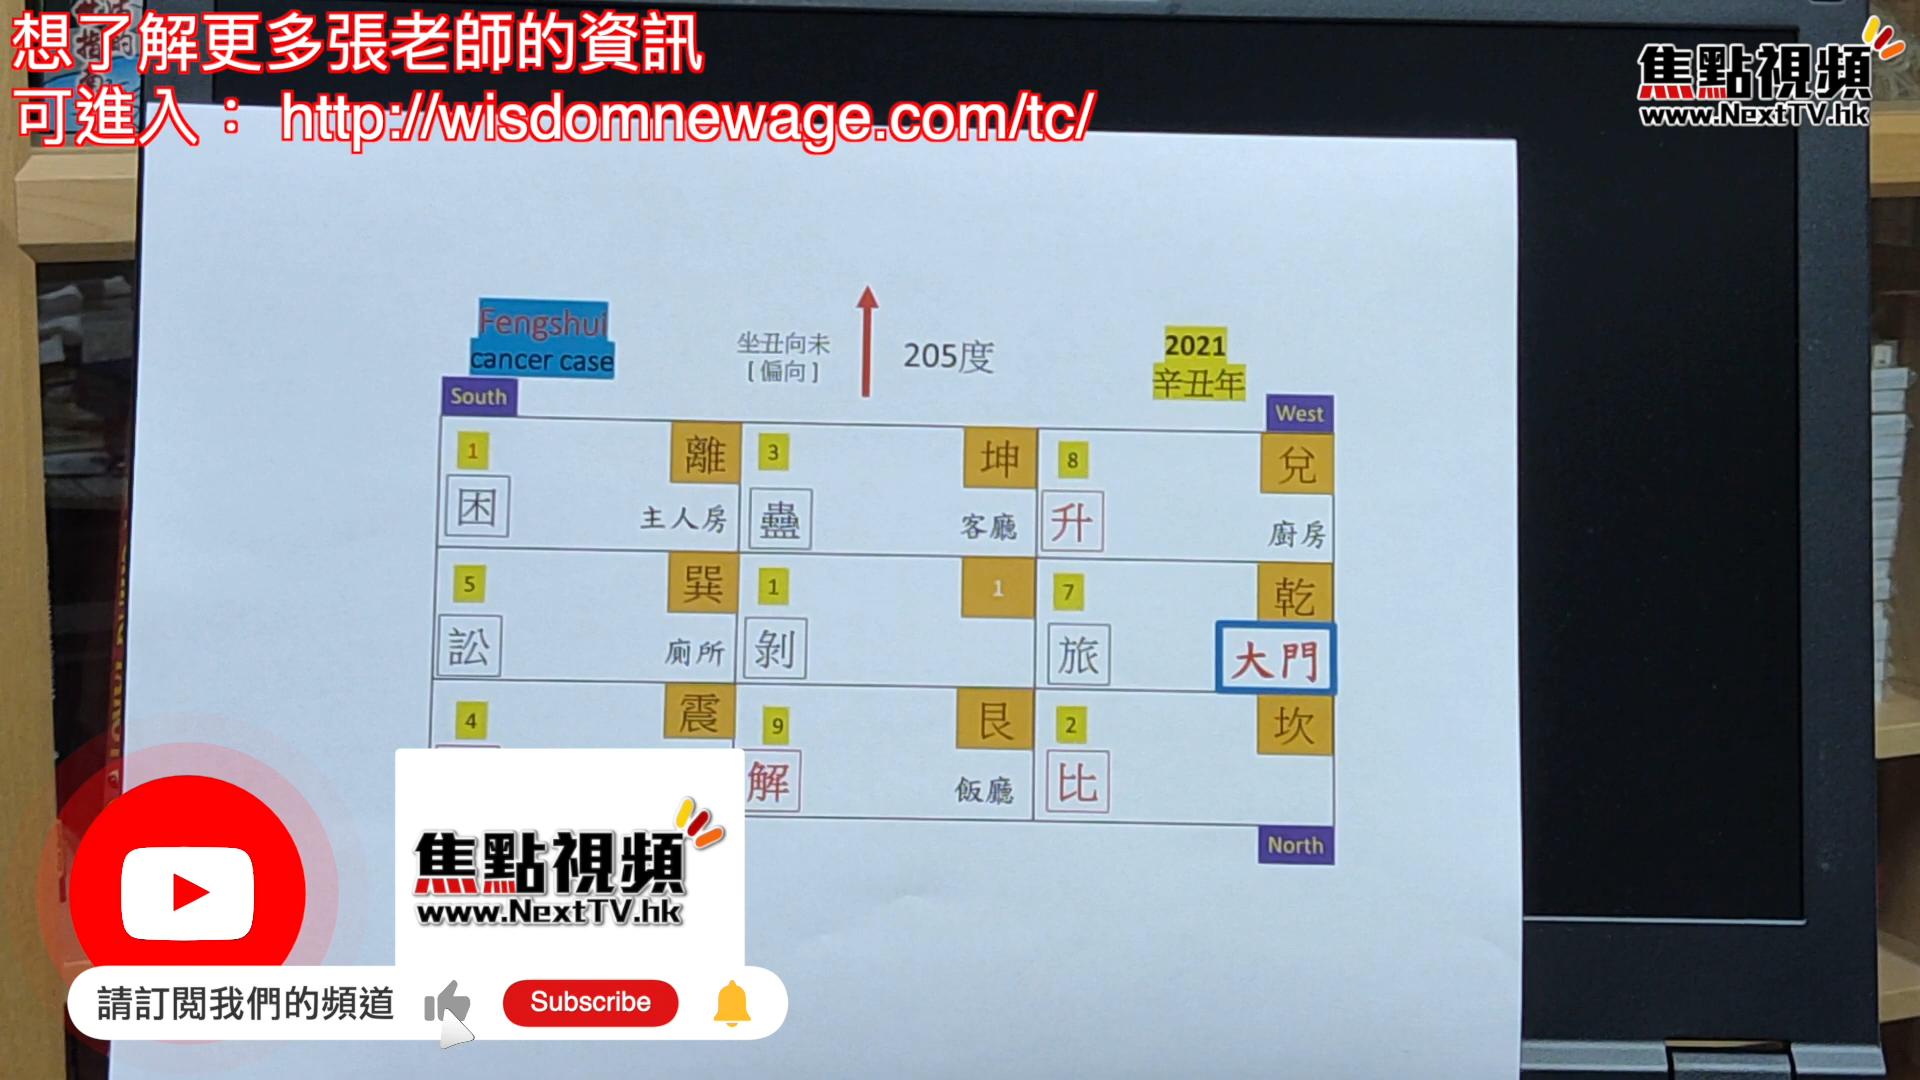 想了解更多張老師的資訊
可進入： http://wisdomnewage.com/tc/
焦點視頻
www.NextTV.hk
Fengshui
cancer case
坐丑向未
[偏向]
205度
2021
辛丑年
South
West
1 離 3 坤 8 兌
困 主人房 蠱 客廳 升 廚房
5 巽 1 1 7 乾
訟 廁所 剝 旅 大門
4 震 9 艮 2 坎
解 飯廳 比
North
焦點視頻
www.NextTV.hk
請訂閱我們的頻道 Subscribe